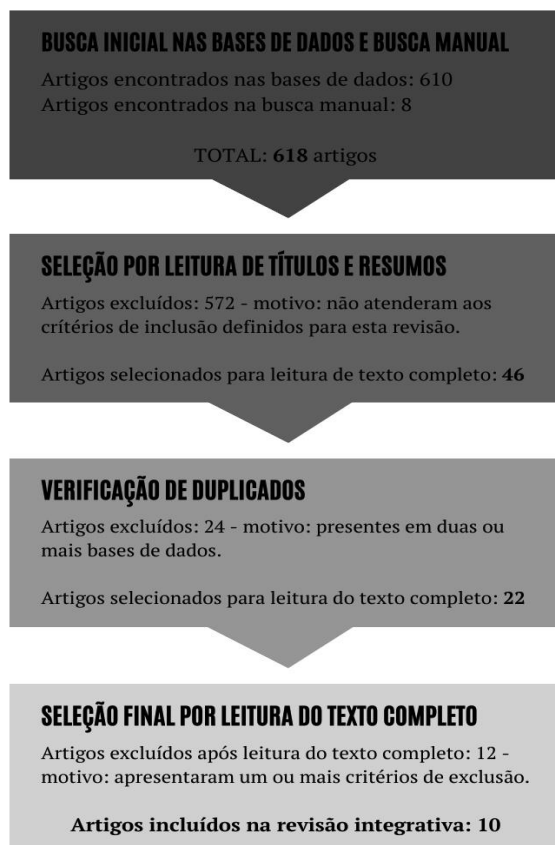 BUSCA INICIAL NAS BASES DE DADOS E BUSCA MANUAL
Artigos encontrados nas bases de dados: 610
Artigos encontrados na busca manual: 8
TOTAL: 618 artigos
SELEÇÃO POR LEITURA DE TÍTULOS E RESUMOS
Artigos excluídos: 572 - motivo: não atenderam aos
critérios de inclusão definidos para esta revisão.
Artigos selecionados para leitura de texto completo: 46
VERIFICAÇÃO DE DUPLICADOS
Artigos excluídos: 24 - motivo: presentes em duas ou
mais bases de dados.
Artigos selecionados para leitura do texto completo: 22
SELEÇÃO FINAL POR LEITURA DO TEXTO COMPLETO
Artigos excluídos após leitura do texto completo: 12 -
motivo: apresentaram um ou mais critérios de exclusão.
Artigos incluídos na revisão integrativa: 10